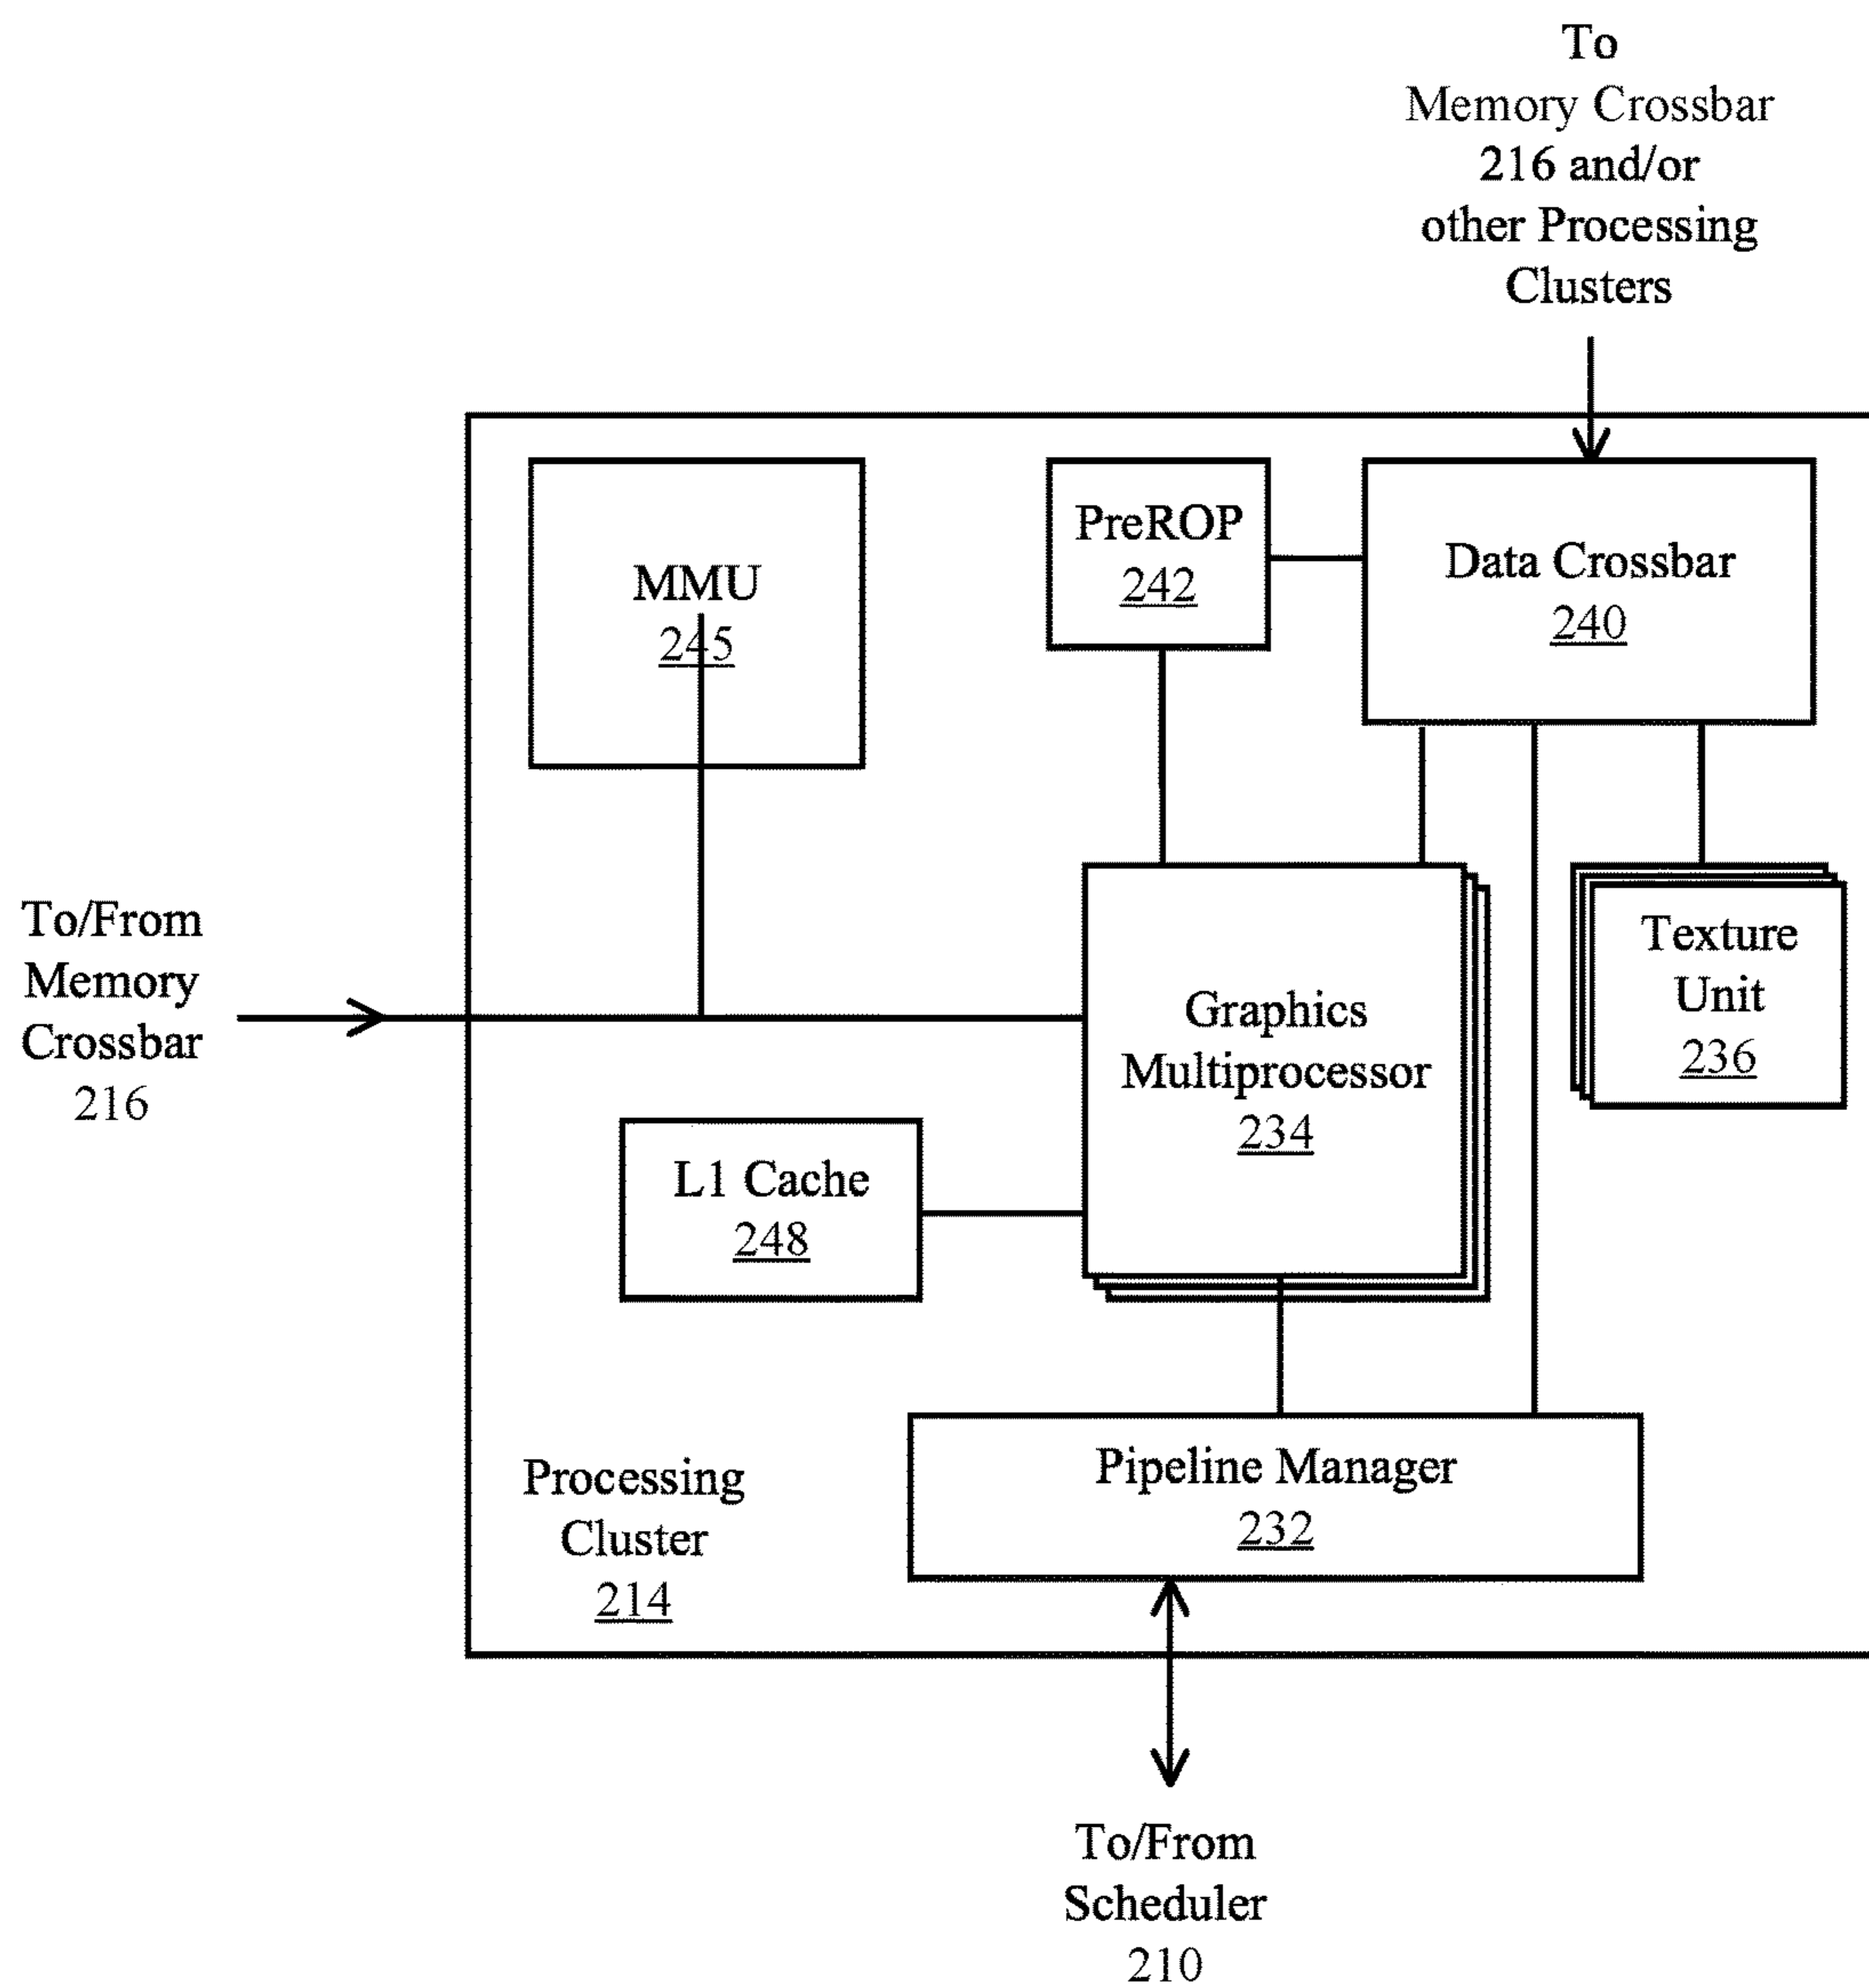 To
Memory Crossbar
216 and/or
other Processing
Clusters
MMU
245
PreROP
242
Data Crossbar
240
To/From
Memory
Crossbar
216
Graphics
Multiprocessor
234
Texture
Unit
236
L1 Cache
248
Pipeline Manager
232
Processing
Cluster
214
To/From
Scheduler
210